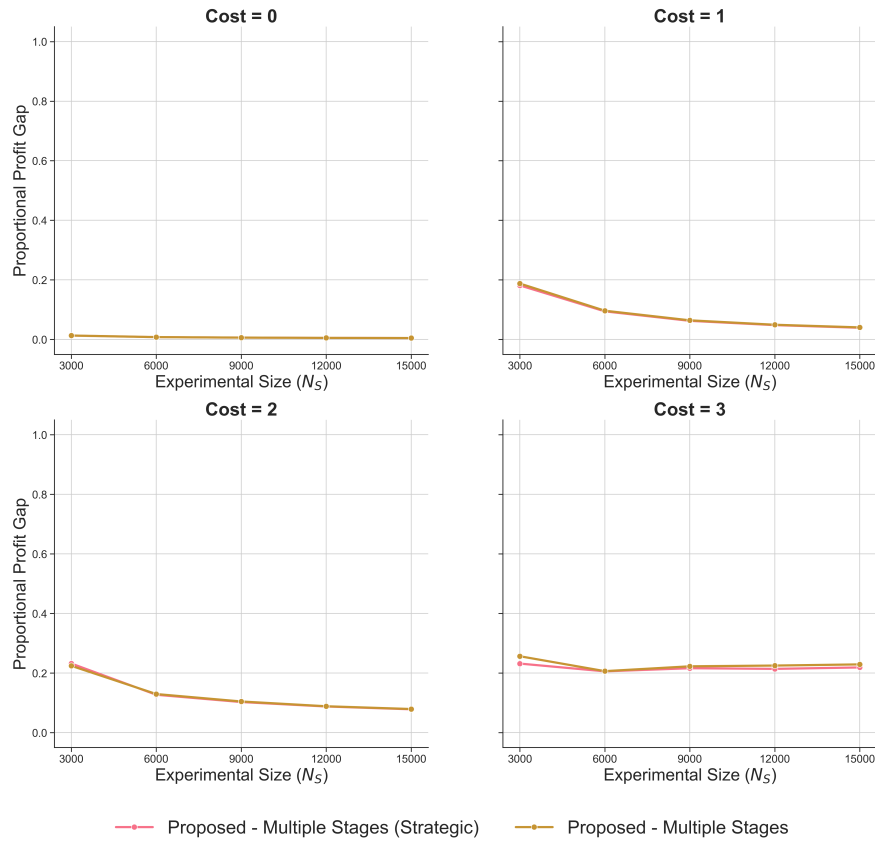 Cost = 0
Cost = 1
Proportional Profit Gap
1.0
0.8
0.6
0.4
0.2
0.0
3000 6000 9000 12000 15000
3000 6000 9000 12000 15000
Experimental Size (N_S)
Experimental Size (N_S)
Cost = 2
Cost = 3
Proportional Profit Gap
1.0
0.8
0.6
0.4
0.2
0.0
3000 6000 9000 12000 15000
3000 6000 9000 12000 15000
Experimental Size (N_S)
Experimental Size (N_S)
Proposed - Multiple Stages (Strategic)
Proposed - Multiple Stages